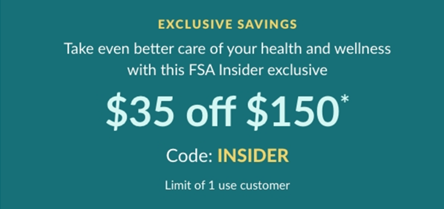 EXCLUSIVE SAVINGS
Take even better care of your health and wellness
with this FSA Insider exclusive
$35 off $150*
Code: INSIDER
Limit of 1 use customer